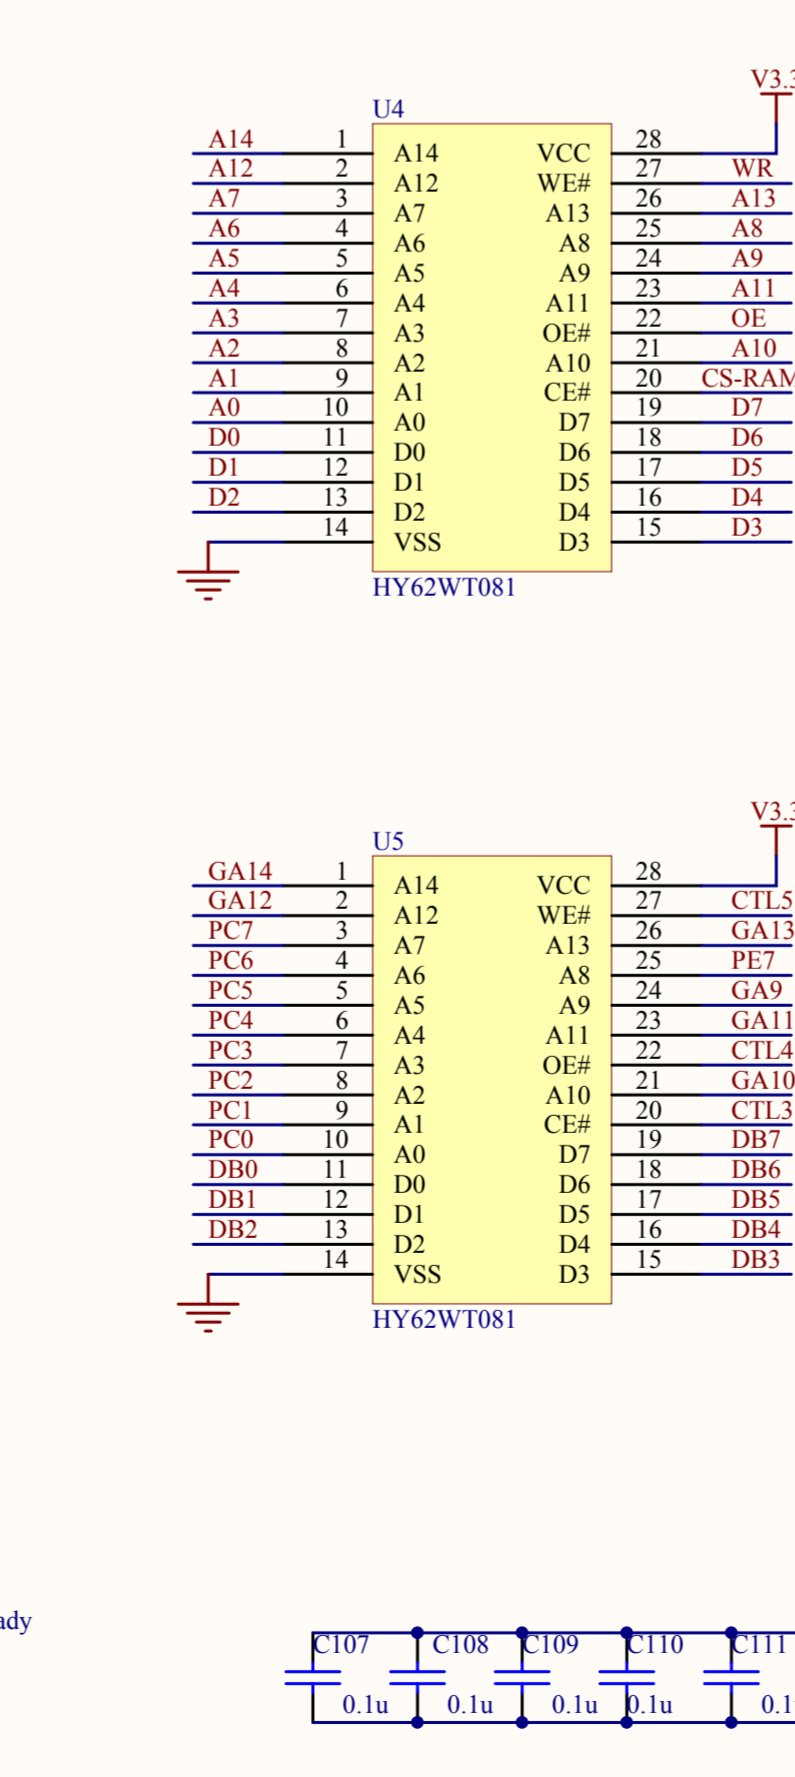 V3.3
U4
A14 1 A14 VCC 28
A12 2 A12 WE# 27 WR
A7 3 A7 A13 26 A13
A6 4 A6 A8 25 A8
A5 5 A5 A9 24 A9
A4 6 A4 A11 23 A11
A3 7 A3 OE# 22 OE
A2 8 A2 A10 21 A10
A1 9 A1 CE# 20 CS-RAM
A0 10 A0 D7 19 D7
D0 11 D0 D6 18 D6
D1 12 D1 D5 17 D5
D2 13 D2 D4 16 D4
14 VSS D3 15 D3
HY62WT081
V3.3
U5
GA14 1 A14 VCC 28
GA12 2 A12 WE# 27 CTL5
PC7 3 A7 A13 26 GA13
PC6 4 A6 A8 25 PE7
PC5 5 A5 A9 24 GA9
PC4 6 A4 A11 23 GA11
PC3 7 A3 OE# 22 CTL4
PC2 8 A2 A10 21 GA10
PC1 9 A1 CE# 20 CTL3
PC0 10 A0 D7 19 DB7
DB0 11 D0 D6 18 DB6
DB1 12 D1 D5 17 DB5
DB2 13 D2 D4 16 DB4
14 VSS D3 15 DB3
HY62WT081
ady
C107 C108 C109 C110 C111
0.1u 0.1u 0.1u 0.1u 0.1